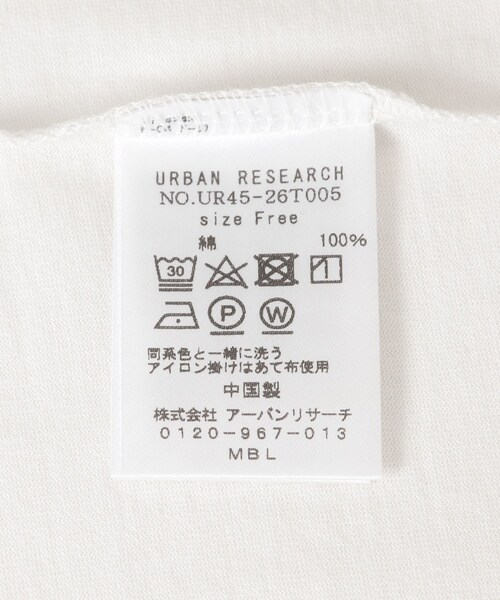 URBAN RESEARCH
NO.UR45-26T005
size Free
綿 100%
30
P W
同系色と一緒に洗う
アイロン掛けはあて布使用
中国製
株式会社 アーバンリサーチ
0120-967-013
MBL